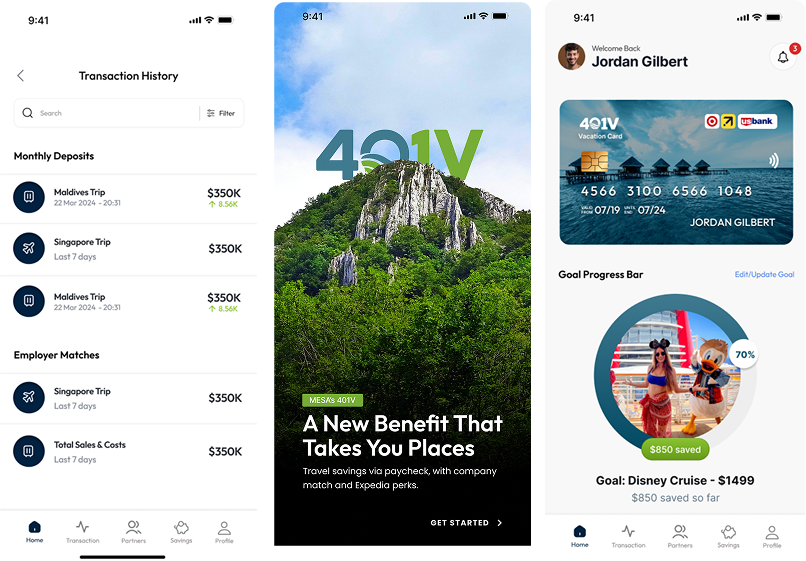 9:41
Transaction History
Search
Filter
Monthly Deposits
Maldives Trip
22 Mar 2024 - 20:31
$350K
8.56K
Singapore Trip
Last 7 days
$350K
Maldives Trip
22 Mar 2024 - 20:31
$350K
8.56K
Employer Matches
Singapore Trip
Last 7 days
$350K
Total Sales & Costs
Last 7 days
$350K
Home
Transaction
Partners
Savings
Profile
9:41
401V
MESA's 401V
A New Benefit That
Takes You Places
Travel savings via paycheck, with company
match and Expedia perks.
GET STARTED
9:41
Welcome Back
Jordan Gilbert
3
401V
Vacation Card
usbank
4566 3100 6566 1048
VALID
FROM
07/19
UNTIS
END
07/24
JORDAN GILBERT
Goal Progress Bar
Edit/Update Goal
70%
$850 saved
Goal: Disney Cruise - $1499
$850 saved so far
Home
Transaction
Partners
Savings
Profile